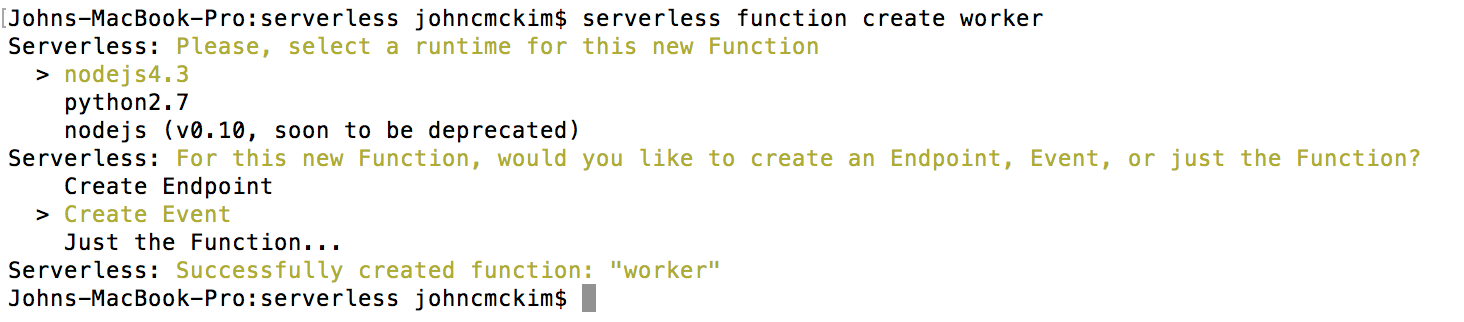 [Johns-MacBook-Pro:serverless johncmckim$ serverless function create worker
Serverless: Please, select a runtime for this new Function
  > nodejs4.3
    python2.7
    nodejs (v0.10, soon to be deprecated)
Serverless: For this new Function, would you like to create an Endpoint, Event, or just the Function?
    Create Endpoint
  > Create Event
    Just the Function...
Serverless: Successfully created function: "worker"
Johns-MacBook-Pro:serverless johncmckim$